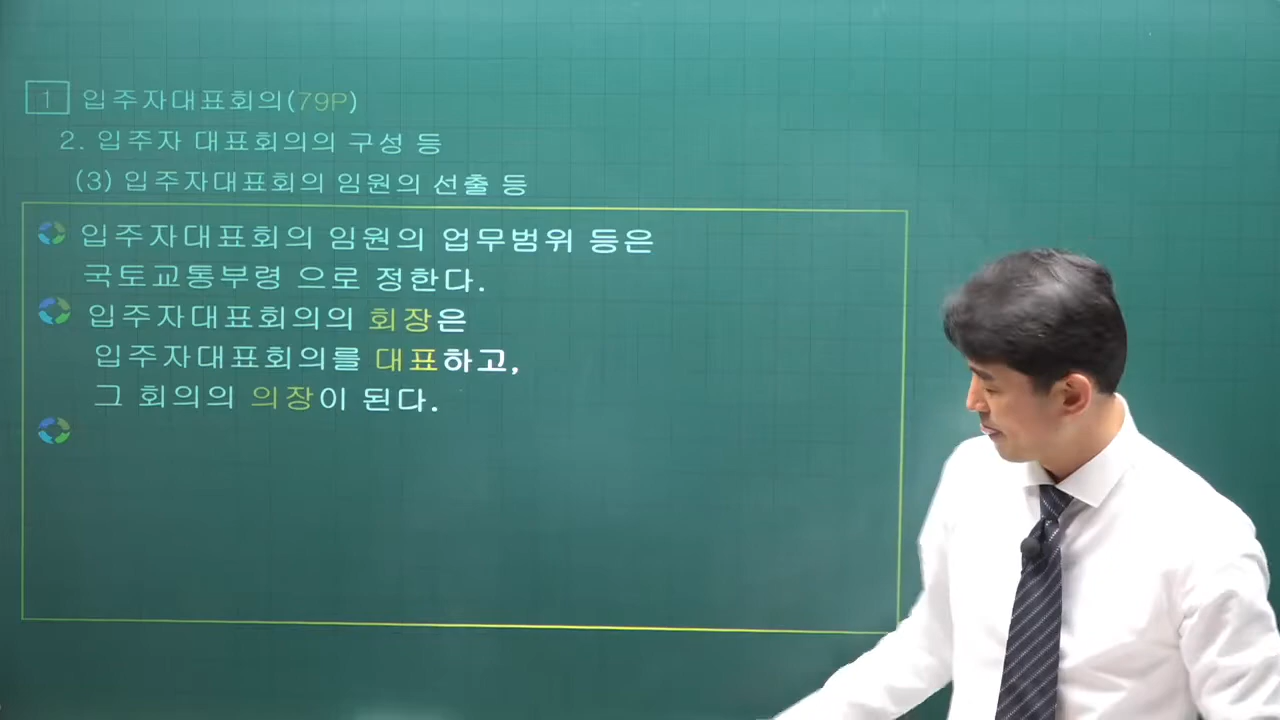 1 입주자대표회의(79P)
2. 입주자 대표회의의 구성 등
(3) 입주자대표회의 임원의 선출 등
입주자대표회의 임원의 업무범위 등은
국토교통부령 으로 정한다.
입주자대표회의의 회장은
입주자대표회의를 대표하고,
그 회의의 의장이 된다.